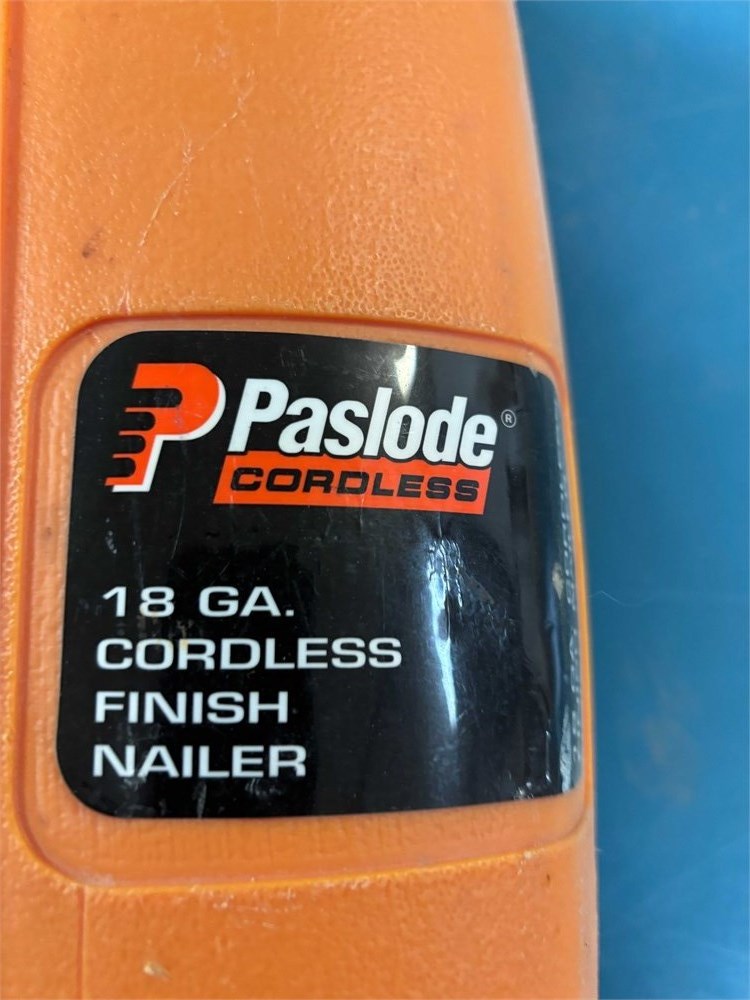 Paslode®
CORDLESS
18 GA.
CORDLESS
FINISH
NAILER